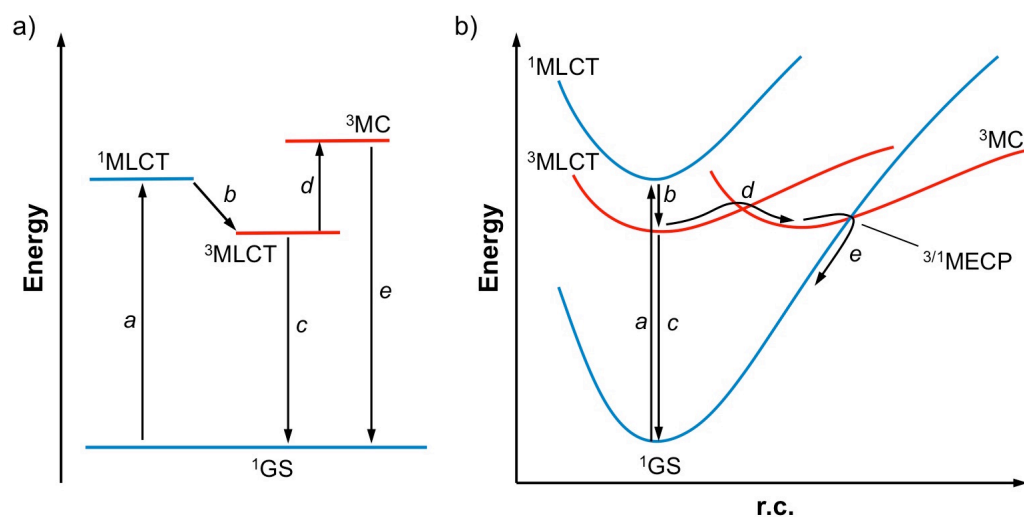 a)
Energy
¹MLCT
³MLCT
³MC
¹GS
a
b
c
d
e
b)
Energy
¹MLCT
³MLCT
³MC
³/¹MECP
¹GS
a
b
c
d
e
r.c.